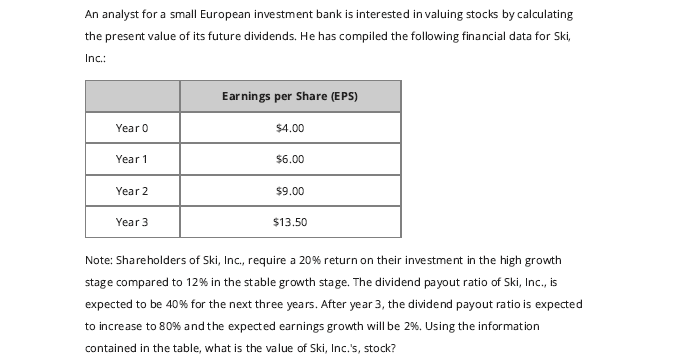 An analyst for a small European investment bank is interested in valuing stocks by calculating
the present value of its future dividends. He has compiled the following financial data for Ski,
Inc.:
Earnings per Share (EPS)
Year 0 $4.00
Year 1 $6.00
Year 2 $9.00
Year 3 $13.50
Note: Shareholders of Ski, Inc., require a 20% return on their investment in the high growth
stage compared to 12% in the stable growth stage. The dividend payout ratio of Ski, Inc., is
expected to be 40% for the next three years. After year 3, the dividend payout ratio is expected
to increase to 80% and the expected earnings growth will be 2%. Using the information
contained in the table, what is the value of Ski, Inc.'s, stock?